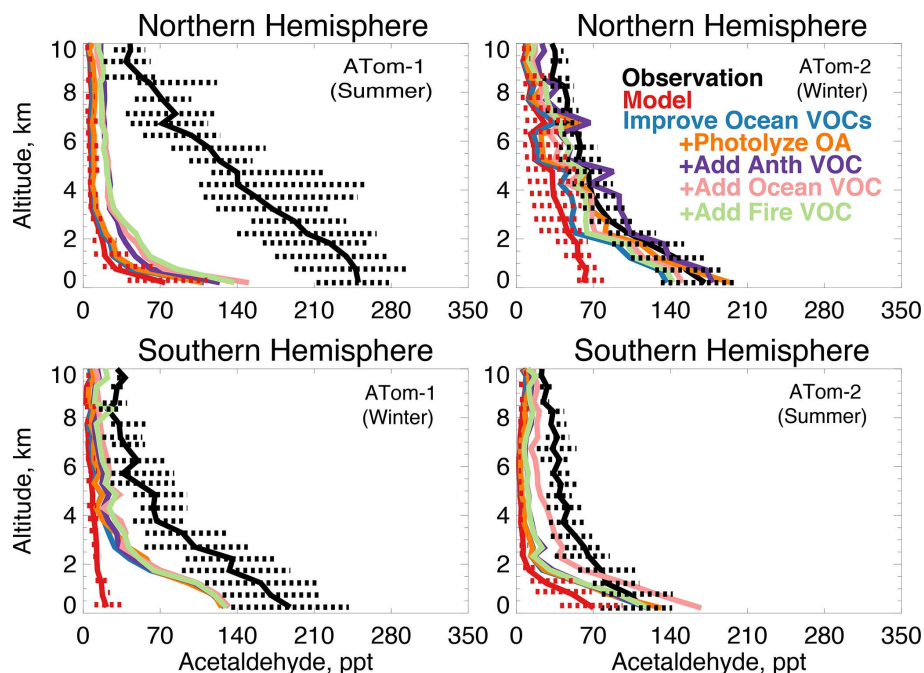 Northern Hemisphere
Northern Hemisphere
10
8
6
4
2
0
Altitude, km
ATom-1
(Summer)
0 70 140 210 280 350
10
8
6
4
2
0
Observation
Model
Improve Ocean VOCs
+Photolyze OA
+Add Anth VOC
+Add Ocean VOC
+Add Fire VOC
ATom-2
(Winter)
0 70 140 210 280 350
Southern Hemisphere
Southern Hemisphere
10
8
6
4
2
0
Altitude, km
ATom-1
(Winter)
0 70 140 210 280 350
Acetaldehyde, ppt
10
8
6
4
2
0
ATom-2
(Summer)
0 70 140 210 280 350
Acetaldehyde, ppt